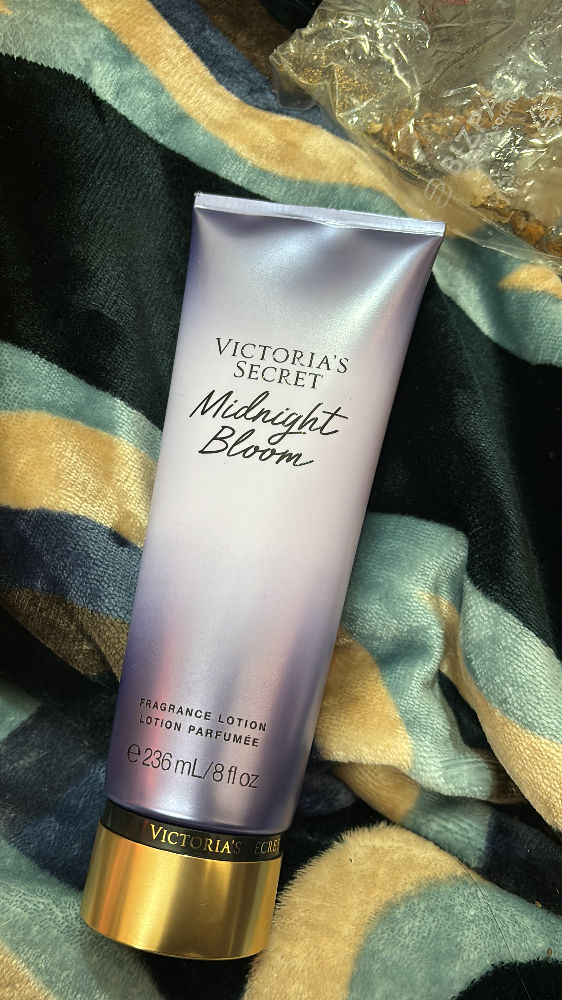 VICTORIA'S
SECRET
Midnight
Bloom
FRAGRANCE LOTION
LOTION PARFUMÉE
℮ 236 mL/8 fl oz
VICTORIA'S SECRET